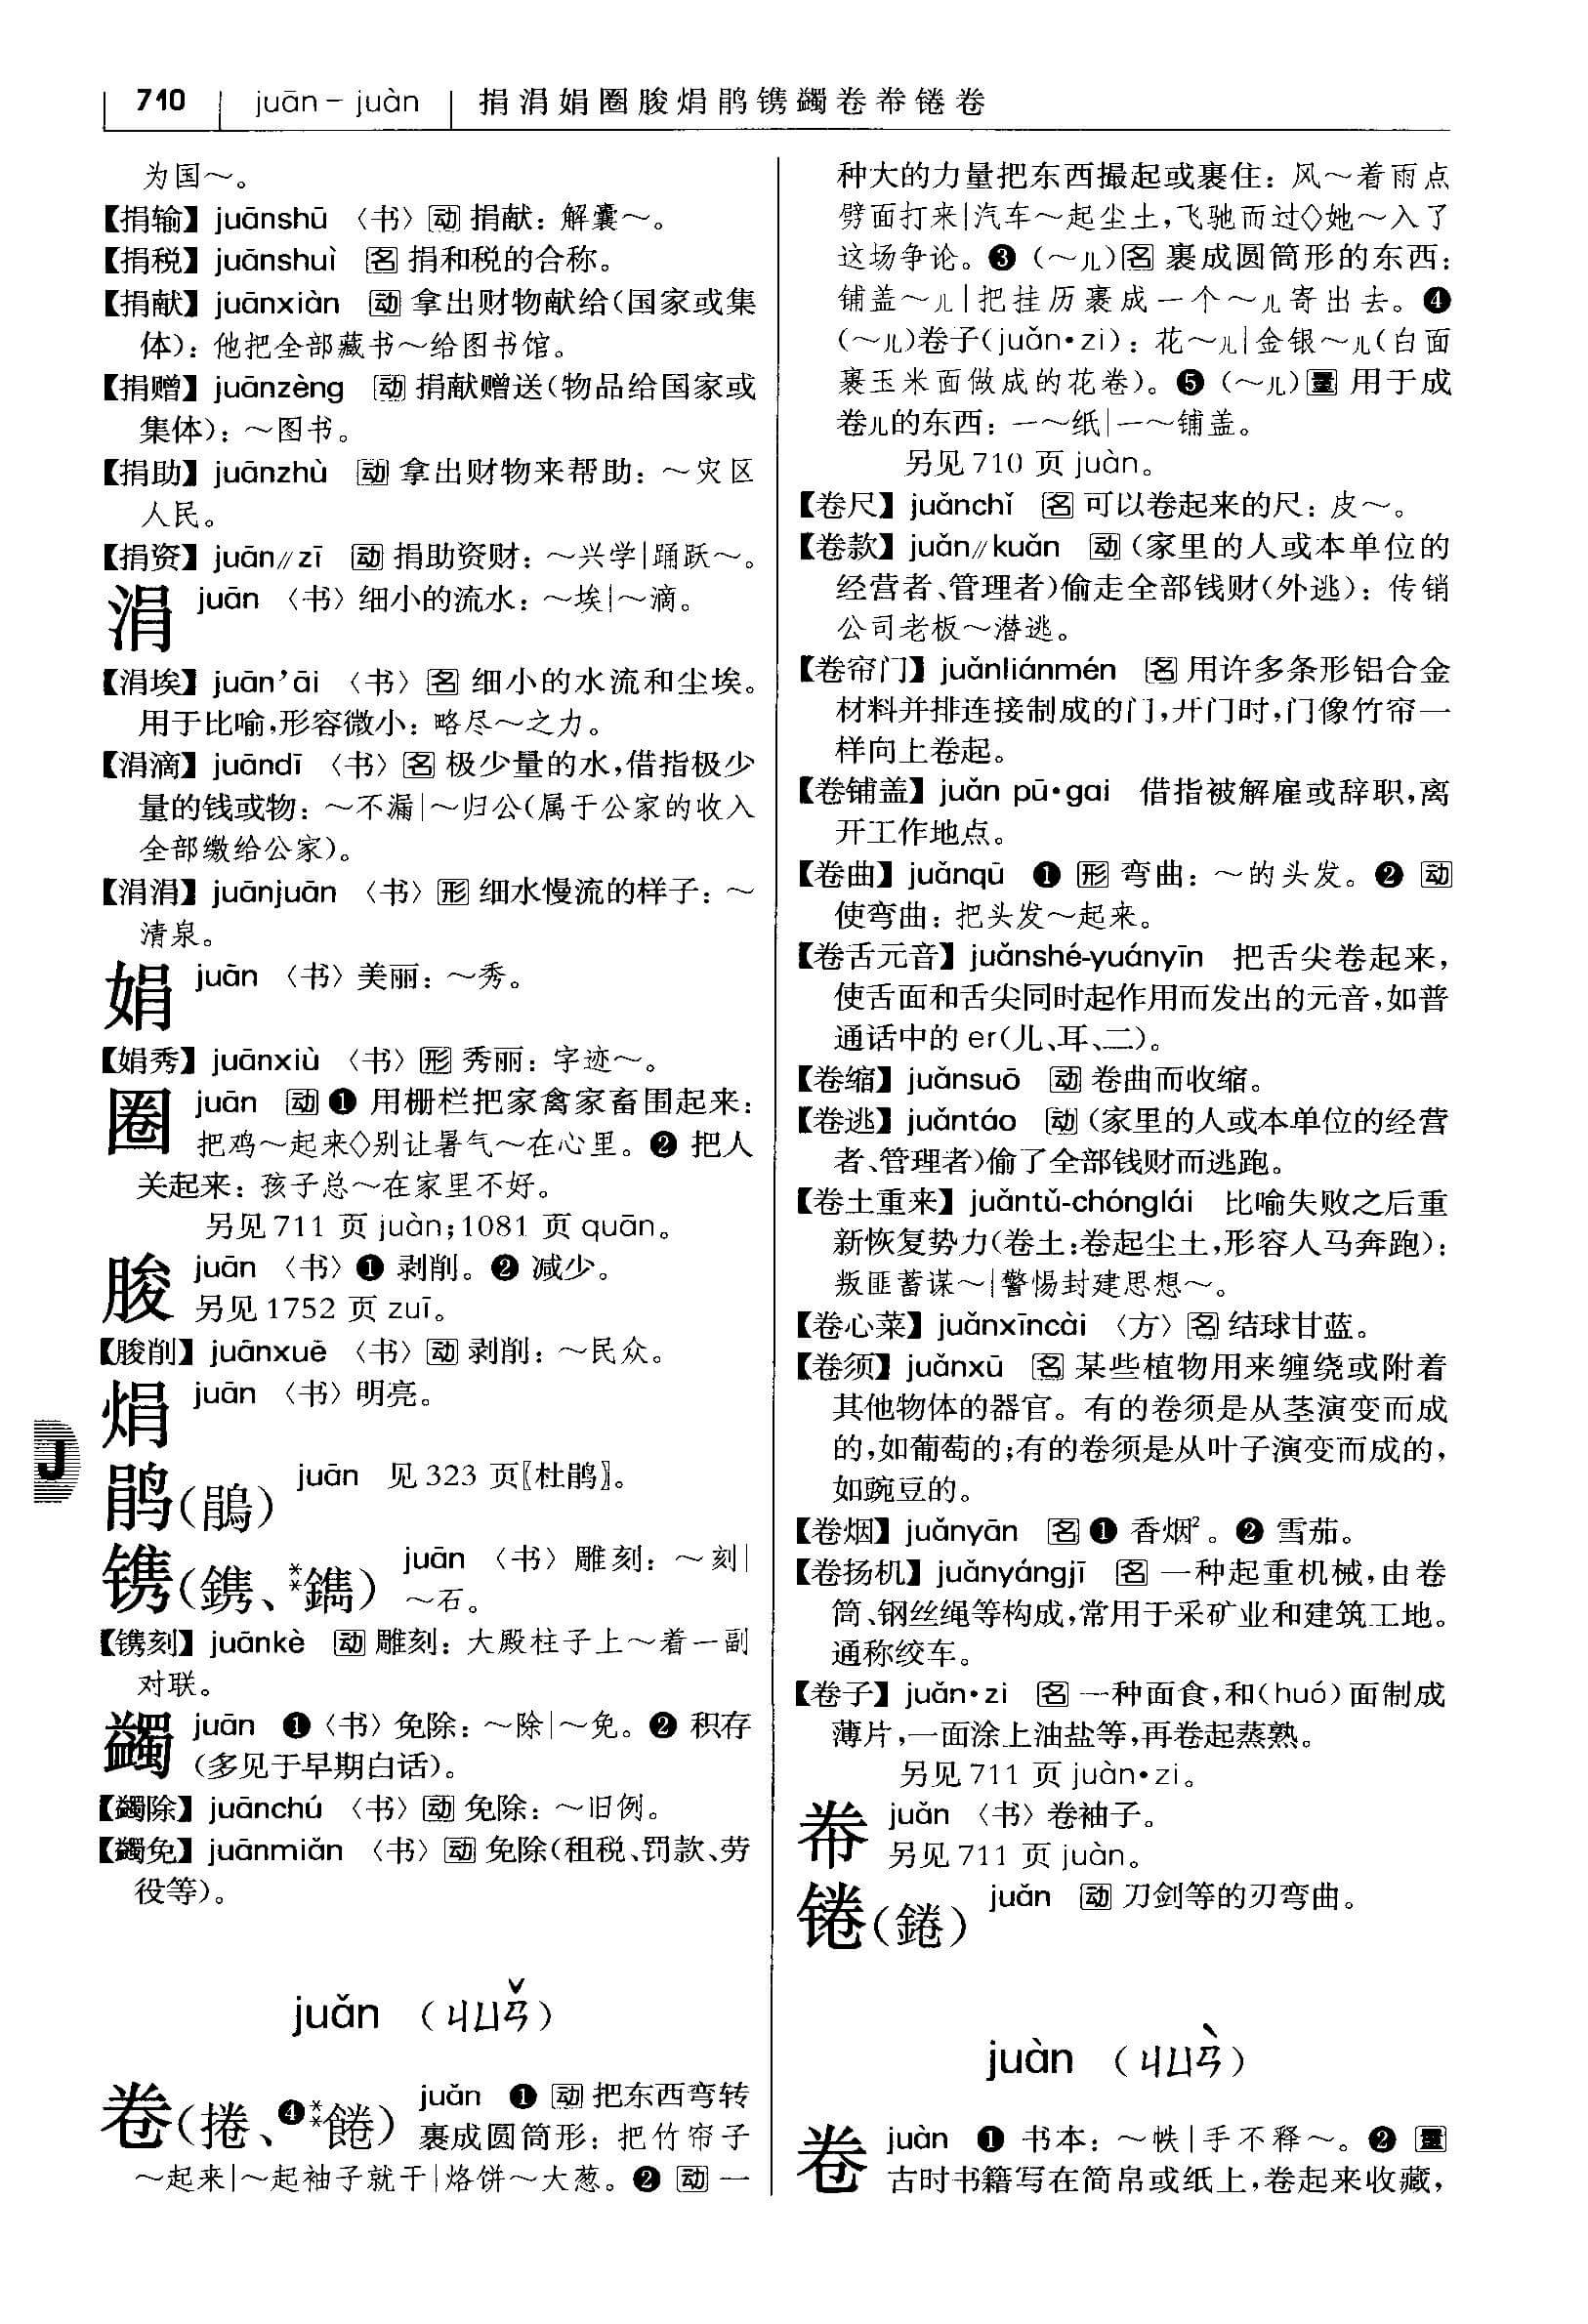 710 juān－juàn 捐涓娟圈朘焆鹃镌蠲卷帣锩卷
为国～。
【捐输】juānshū 〈书〉动 捐献：解囊～。
【捐税】juānshuì 名 捐和税的合称。
【捐献】juānxiàn 动 拿出财物献给(国家或集
体)：他把全部藏书～给图书馆。
【捐赠】juānzèng 动 捐献赠送(物品给国家或
集体)：～图书。
【捐助】juānzhù 动 拿出财物来帮助：～灾区
人民。
【捐资】juān∥zī 动 捐助资财：～兴学|踊跃～。
涓 juān 〈书〉细小的流水：～埃|～滴。
【涓埃】juān’āi 〈书〉名 细小的水流和尘埃。
用于比喻，形容微小：略尽～之力。
【涓滴】juāndī 〈书〉名 极少量的水，借指极少
量的钱或物：～不漏|～归公(属于公家的收入
全部缴给公家)。
【涓涓】juānjuān 〈书〉形 细水慢流的样子：～
清泉。
娟 juān 〈书〉美丽：～秀。
【娟秀】juānxiù 〈书〉形 秀丽：字迹～。
圈 juān 动 ❶ 用栅栏把家禽家畜围起来：
把鸡～起来◇别让暑气～在心里。❷ 把人
关起来：孩子总～在家里不好。
另见 711 页 juàn；1081 页 quān。
朘 juān 〈书〉❶ 剥削。❷ 减少。
另见 1752 页 zuī。
【朘削】juānxuē 〈书〉动 剥削：～民众。
焆 juān 〈书〉明亮。
鹃(鵑) juān 见 323 页〖杜鹃〗。
镌(鐫、**鎸) juān 〈书〉雕刻：～刻|
～石。
【镌刻】juānkè 动 雕刻：大殿柱子上～着一副
对联。
蠲 juān ❶〈书〉免除：～除|～免。❷ 积存
(多见于早期白话)。
【蠲除】juānchú 〈书〉动 免除：～旧例。
【蠲免】juānmiǎn 〈书〉动 免除(租税、罚款、劳
役等)。
juǎn (ㄐㄩㄢˇ)
卷(捲、❹**餋) juǎn ❶ 动 把东西弯转
裹成圆筒形：把竹帘子
～起来|～起袖子就干|烙饼～大葱。❷ 动 一
种大的力量把东西撮起或裹住：风～着雨点
劈面打来|汽车～起尘土，飞驰而过◇她～入了
这场争论。❸ (～儿)名 裹成圆筒形的东西：
铺盖～儿|把挂历裹成一个～儿寄出去。❹
(～儿)卷子(juǎn·zi)：花～儿|金银～儿(白面
裹玉米面做成的花卷)。❺ (～儿)量 用于成
卷儿的东西：一～纸|一～铺盖。
另见 710 页 juàn。
【卷尺】juǎnchǐ 名 可以卷起来的尺：皮～。
【卷款】juǎn∥kuǎn 动 (家里的人或本单位的
经营者、管理者)偷走全部钱财(外逃)：传销
公司老板～潜逃。
【卷帘门】juǎnliánmén 名 用许多条形铝合金
材料并排连接制成的门，开门时，门像竹帘一
样向上卷起。
【卷铺盖】juǎn pū·gai 借指被解雇或辞职，离
开工作地点。
【卷曲】juǎnqū ❶ 形 弯曲：～的头发。❷ 动
使弯曲：把头发～起来。
【卷舌元音】juǎnshé-yuányīn 把舌尖卷起来，
使舌面和舌尖同时起作用而发出的元音，如普
通话中的 er(儿、耳、二)。
【卷缩】juǎnsuō 动 卷曲而收缩。
【卷逃】juǎntáo 动 (家里的人或本单位的经营
者、管理者)偷了全部钱财而逃跑。
【卷土重来】juǎntǔ-chónglái 比喻失败之后重
新恢复势力(卷土：卷起尘土，形容人马奔跑)：
叛匪蓄谋～|警惕封建思想～。
【卷心菜】juǎnxīncài 〈方〉名 结球甘蓝。
【卷须】juǎnxū 名 某些植物用来缠绕或附着
其他物体的器官。有的卷须是从茎演变而成
的，如葡萄的；有的卷须是从叶子演变而成的，
如豌豆的。
【卷烟】juǎnyān 名 ❶ 香烟²。❷ 雪茄。
【卷扬机】juǎnyángjī 名 一种起重机械，由卷
筒、钢丝绳等构成，常用于采矿业和建筑工地。
通称绞车。
【卷子】juǎn·zi 名 一种面食，和(huó)面制成
薄片，一面涂上油盐等，再卷起蒸熟。
另见 711 页 juàn·zi。
帣 juǎn 〈书〉卷袖子。
另见 711 页 juàn。
锩(錈) juǎn 动 刀剑等的刃弯曲。
juàn (ㄐㄩㄢˋ)
卷 juàn ❶ 书本：～帙|手不释～。❷ 量
古时书籍写在简帛或纸上，卷起来收藏，
J